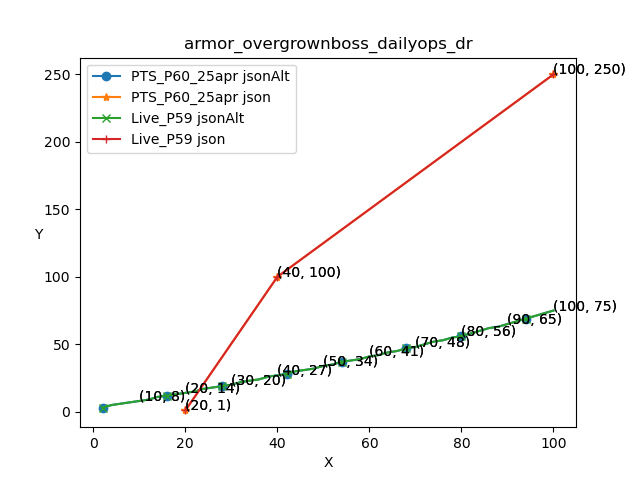 armor_overgrownboss_dailyops_dr
PTS_P60_25apr jsonAlt
PTS_P60_25apr json
Live_P59 jsonAlt
Live_P59 json
Y
250
200
150
100
50
0
(100, 250)
(40, 100)
(100, 75)
(90, 65)
(80, 56)
(70, 48)
(60, 41)
(50, 34)
(40, 27)
(30, 20)
(20, 14)
(10, 8)
(20, 1)
0 20 40 60 80 100
X